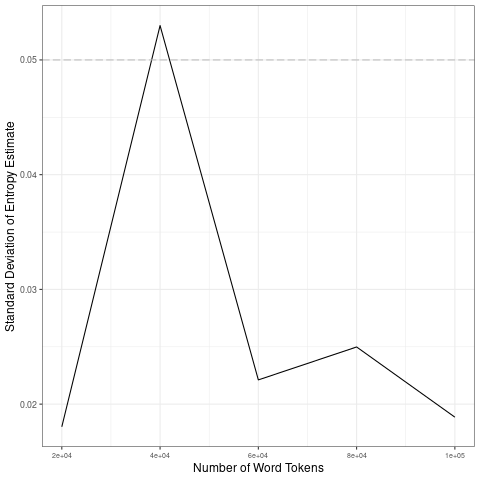 Standard Deviation of Entropy Estimate
0.05
0.04
0.03
0.02
2e+04 4e+04 6e+04 8e+04 1e+05
Number of Word Tokens